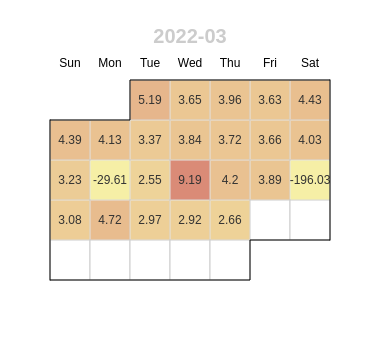 2022-03
Sun Mon Tue Wed Thu Fri Sat
5.19 3.65 3.96 3.63 4.43
4.39 4.13 3.37 3.84 3.72 3.66 4.03
3.23 -29.61 2.55 9.19 4.2 3.89 -196.03
3.08 4.72 2.97 2.92 2.66